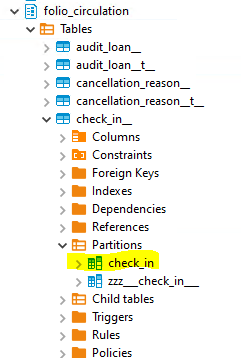 folio_circulation
Tables
audit_loan__
audit_loan__t__
cancellation_reason__
cancellation_reason__t__
check_in__
Columns
Constraints
Foreign Keys
Indexes
Dependencies
References
Partitions
check_in
zzz___check_in___
Child tables
Triggers
Rules
Policies